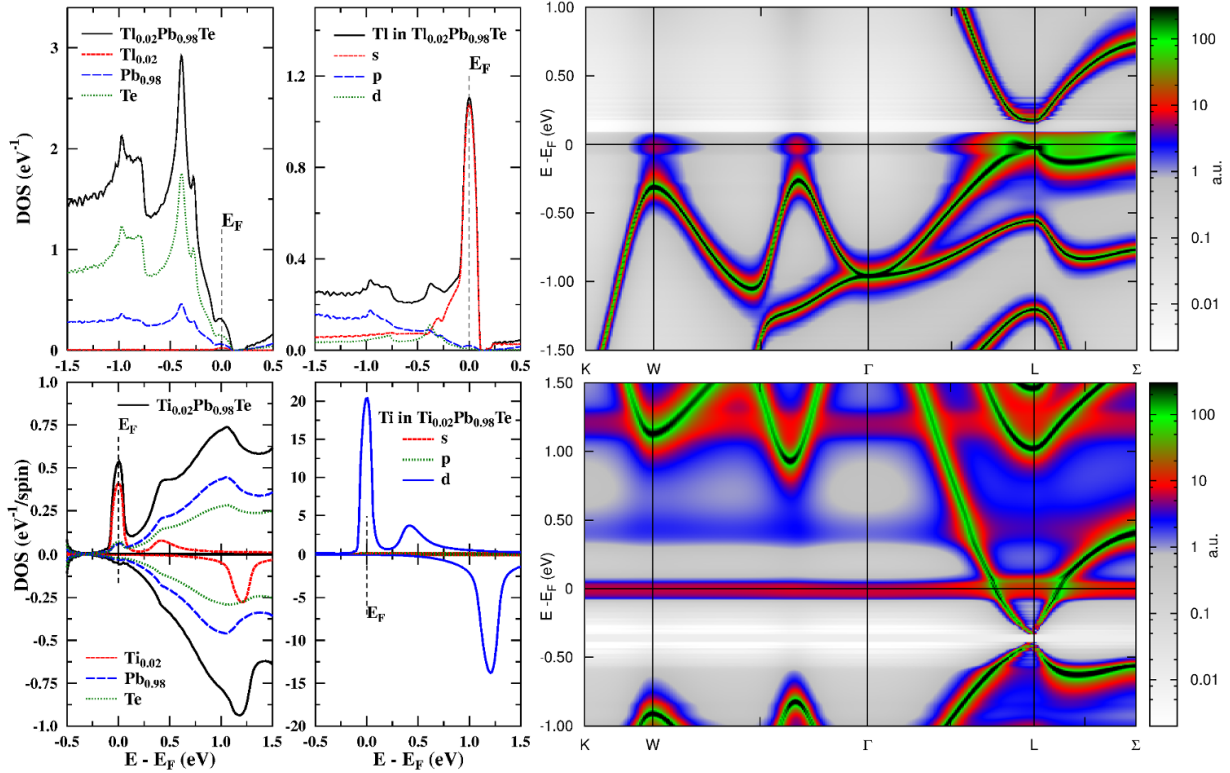 Tl0.02Pb0.98Te
Tl0.02
Pb0.98
Te
EF
DOS (eV-1)
3
2
1
0
-1.5 -1.0 -0.5 0.0 0.5
Tl in Tl0.02Pb0.98Te
s
p
d
EF
1.2
0.9
0.6
0.3
0.0
-1.5 -1.0 -0.5 0.0 0.5
E - EF (eV)
1.00
0.50
0
-0.50
-1.00
-1.50
K W Γ L Σ
100
10
1
0.1
0.01
a.u.
Ti0.02Pb0.98Te
EF
DOS (eV-1/spin)
1.0
0.75
0.50
0.25
0.0
-0.25
-0.50
-0.75
-1.0
Ti0.02
Pb0.98
Te
-0.5 0.0 0.5 1.0 1.5
E - EF (eV)
Ti in Ti0.02Pb0.98Te
s
p
d
EF
20
15
10
5
0
-5
-10
-15
-20
-0.5 0.0 0.5 1.0 1.5
E - EF (eV)
E - EF (eV)
1.50
1.00
0.50
0
-0.50
-1.00
K W Γ L Σ
100
10
1
0.1
0.01
a.u.